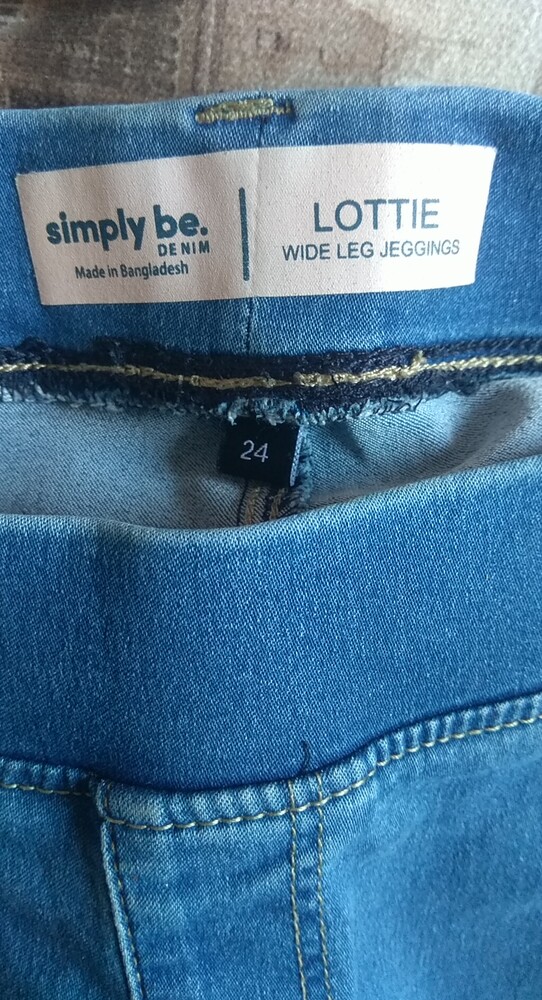 simply be.
DENIM
Made in Bangladesh
LOTTIE
WIDE LEG JEGGINGS
24